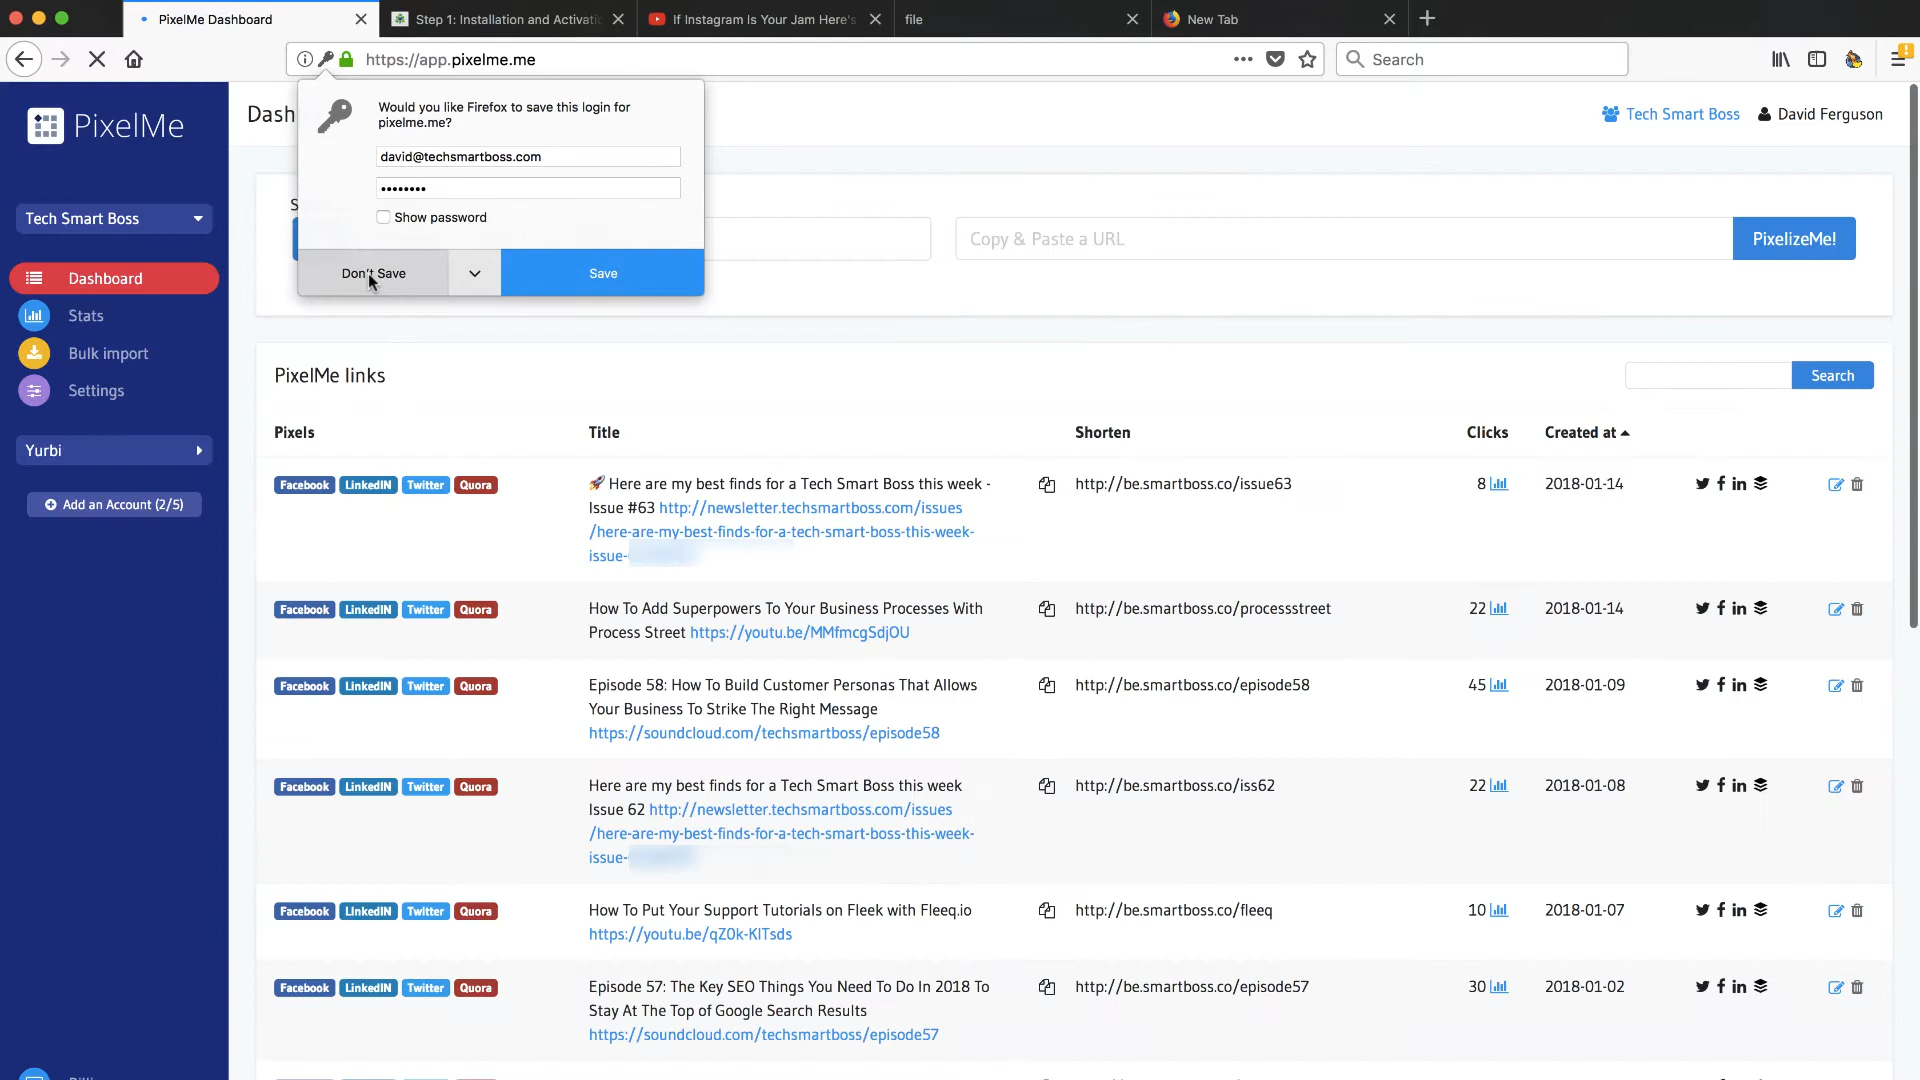 PixelMe Dashboard
Step 1: Installation and Activati
If Instagram Is Your Jam Here's
file
New Tab
https://app.pixelme.me
Search
PixelMe
Dash
Tech Smart Boss
David Ferguson
Would you like Firefox to save this login for
pixelme.me?
david@techsmartboss.com
••••••••
Show password
Don't Save
Save
S
Copy & Paste a URL
PixelizeMe!
Tech Smart Boss
Dashboard
Stats
Bulk import
Settings
Yurbi
Add an Account (2/5)
PixelMe links
Search
Pixels Title Shorten Clicks Created at
Facebook LinkedIN Twitter Quora
🚀 Here are my best finds for a Tech Smart Boss this week -
Issue #63 http://newsletter.techsmartboss.com/issues
/here-are-my-best-finds-for-a-tech-smart-boss-this-week-
issue-
http://be.smartboss.co/issue63
8
2018-01-14
Facebook LinkedIN Twitter Quora
How To Add Superpowers To Your Business Processes With
Process Street https://youtu.be/MMfmcgSdjOU
http://be.smartboss.co/processstreet
22
2018-01-14
Facebook LinkedIN Twitter Quora
Episode 58: How To Build Customer Personas That Allows
Your Business To Strike The Right Message
https://soundcloud.com/techsmartboss/episode58
http://be.smartboss.co/episode58
45
2018-01-09
Facebook LinkedIN Twitter Quora
Here are my best finds for a Tech Smart Boss this week
Issue 62 http://newsletter.techsmartboss.com/issues
/here-are-my-best-finds-for-a-tech-smart-boss-this-week-
issue-
http://be.smartboss.co/iss62
22
2018-01-08
Facebook LinkedIN Twitter Quora
How To Put Your Support Tutorials on Fleek with Fleeq.io
https://youtu.be/qZ0k-KITsds
http://be.smartboss.co/fleeq
10
2018-01-07
Facebook LinkedIN Twitter Quora
Episode 57: The Key SEO Things You Need To Do In 2018 To
Stay At The Top of Google Search Results
https://soundcloud.com/techsmartboss/episode57
http://be.smartboss.co/episode57
30
2018-01-02